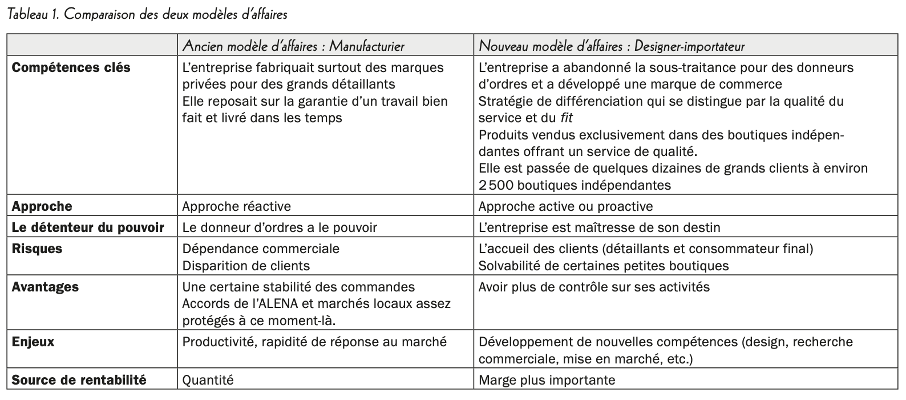 Tableau 1. Comparaison des deux modèles d'affaires
Ancien modèle d'affaires : Manufacturier
Nouveau modèle d'affaires : Designer-importateur
Compétences clés
L'entreprise fabriquait surtout des marques
privées pour des grands détaillants
Elle reposait sur la garantie d'un travail bien
fait et livré dans les temps
L'entreprise a abandonné la sous-traitance pour des donneurs
d'ordres et a développé une marque de commerce
Stratégie de différenciation qui se distingue par la qualité du
service et du fit
Produits vendus exclusivement dans des boutiques indépen-
dantes offrant un service de qualité.
Elle est passée de quelques dizaines de grands clients à environ
2 500 boutiques indépendantes
Approche
Approche réactive
Approche active ou proactive
Le détenteur du pouvoir
Le donneur d'ordres a le pouvoir
L'entreprise est maîtresse de son destin
Risques
Dépendance commerciale
Disparition de clients
L'accueil des clients (détaillants et consommateur final)
Solvabilité de certaines petites boutiques
Avantages
Une certaine stabilité des commandes
Accords de l'ALENA et marchés locaux assez
protégés à ce moment-là.
Avoir plus de contrôle sur ses activités
Enjeux
Productivité, rapidité de réponse au marché
Développement de nouvelles compétences (design, recherche
commerciale, mise en marché, etc.)
Source de rentabilité
Quantité
Marge plus importante